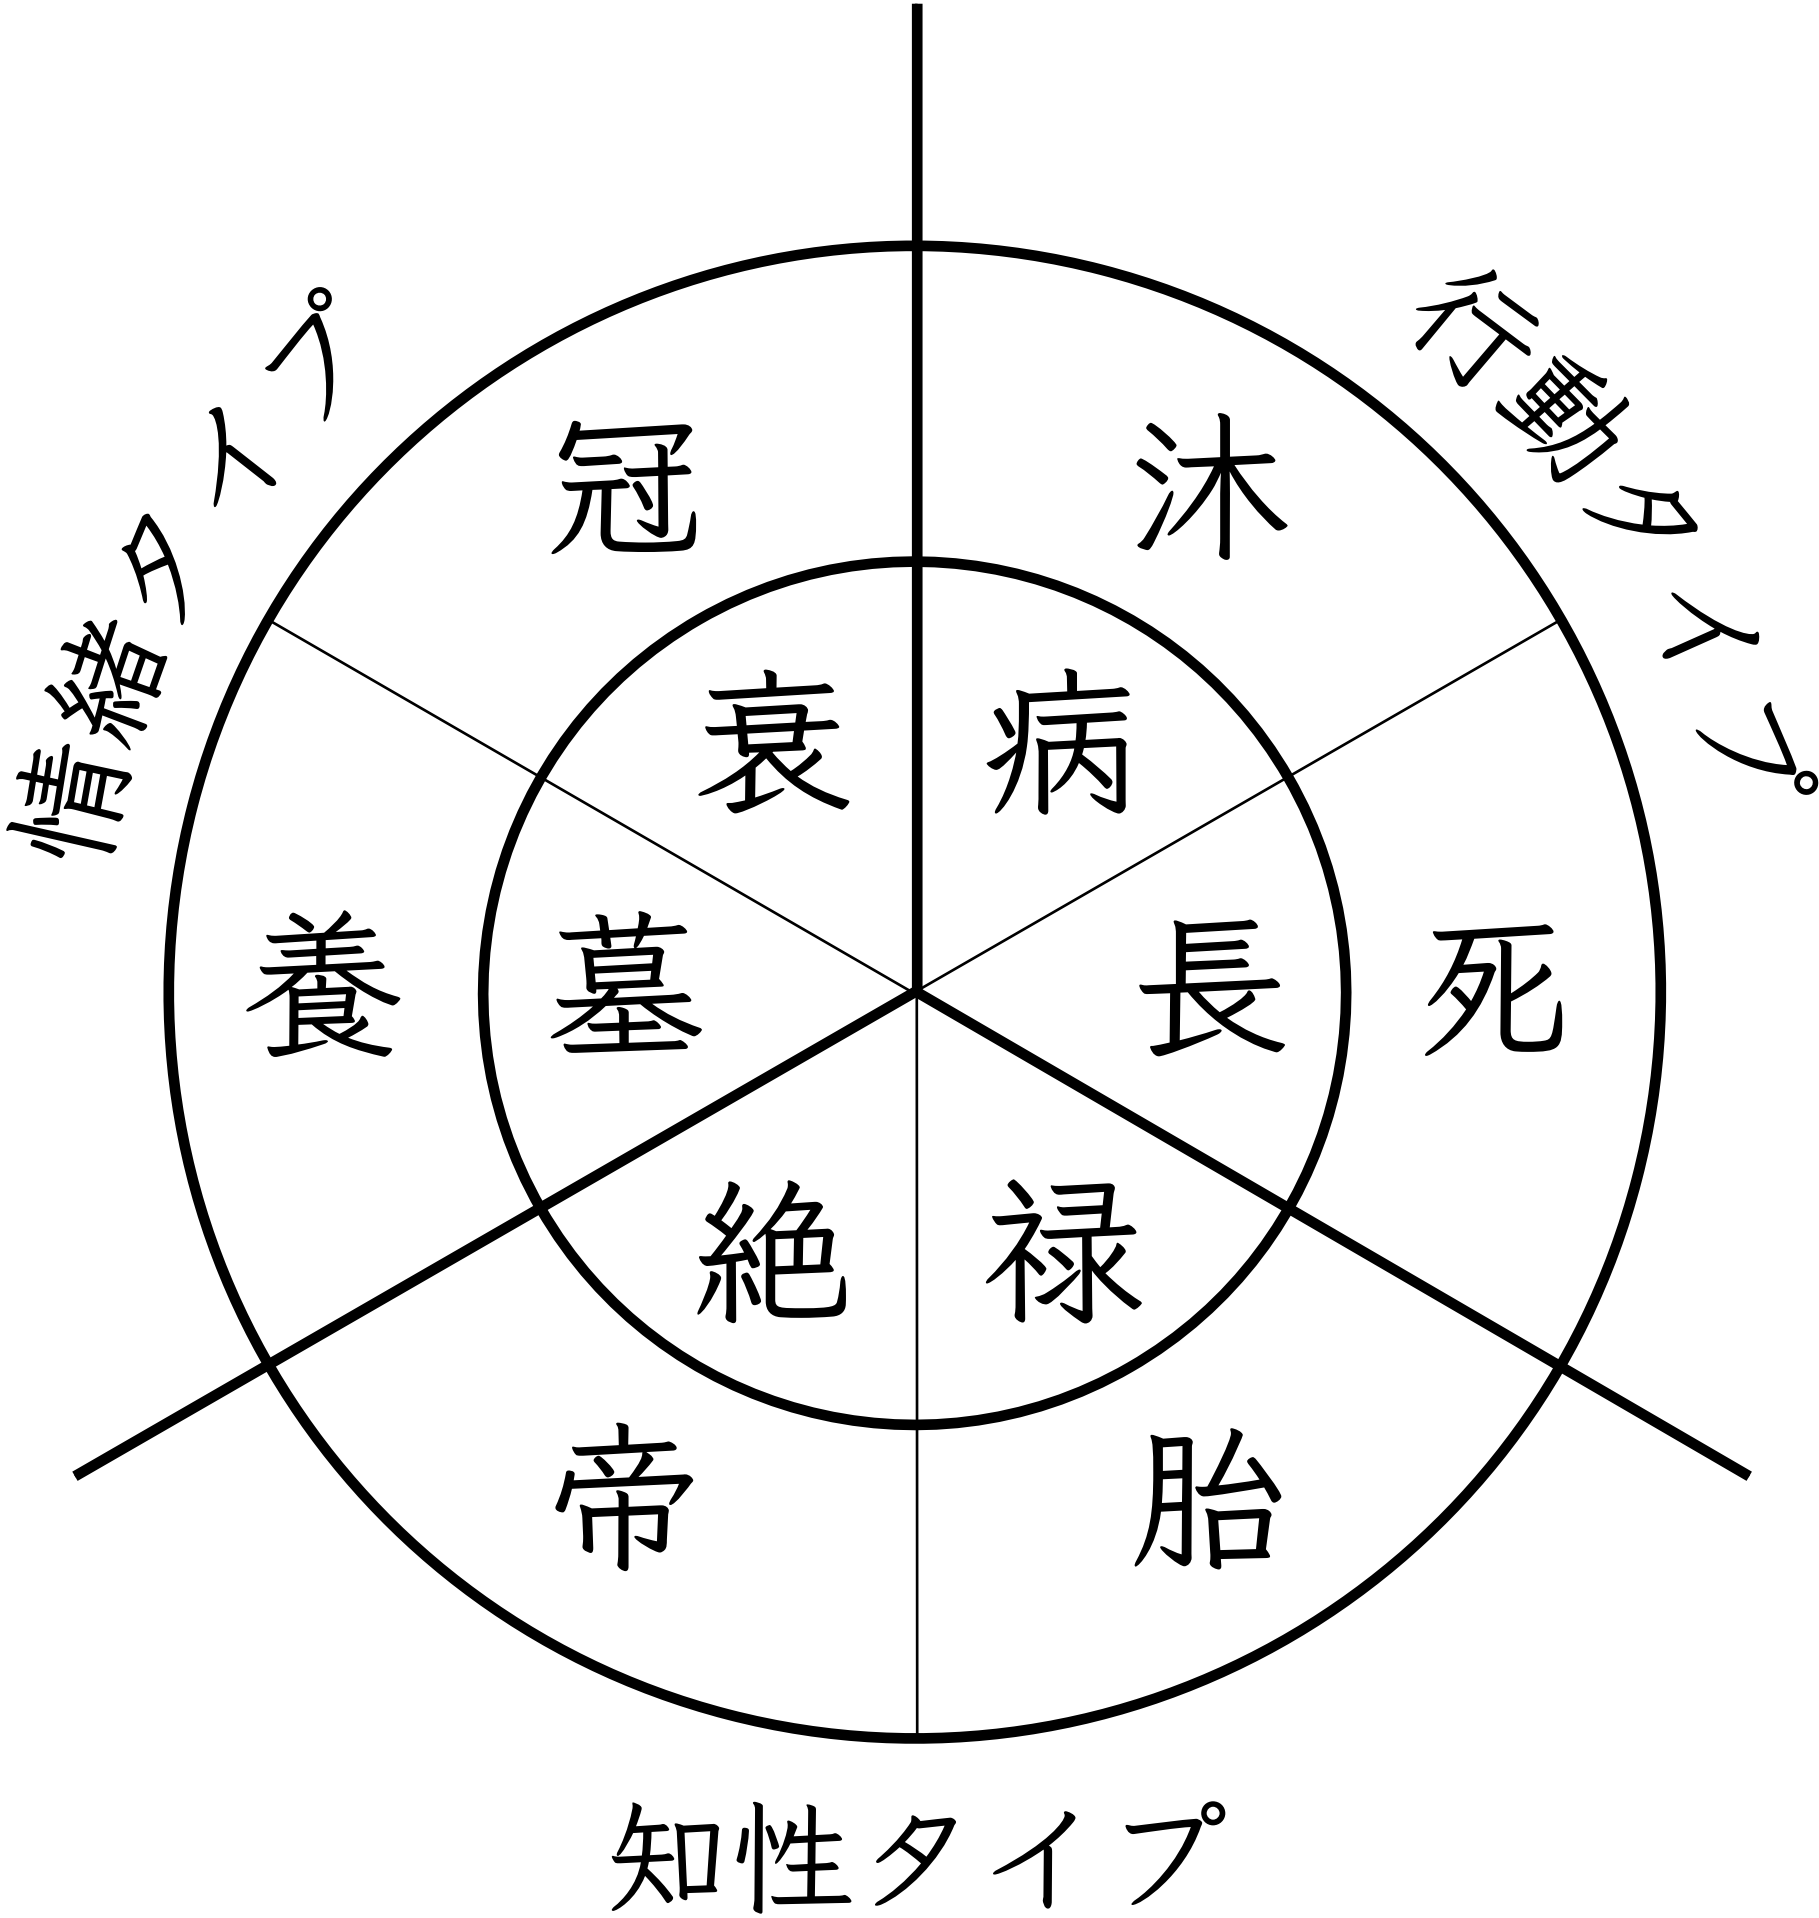 情緒タイプ
行動タイプ
冠
沐
衰
病
養
墓
長
死
絶
禄
帝
胎
知性タイプ